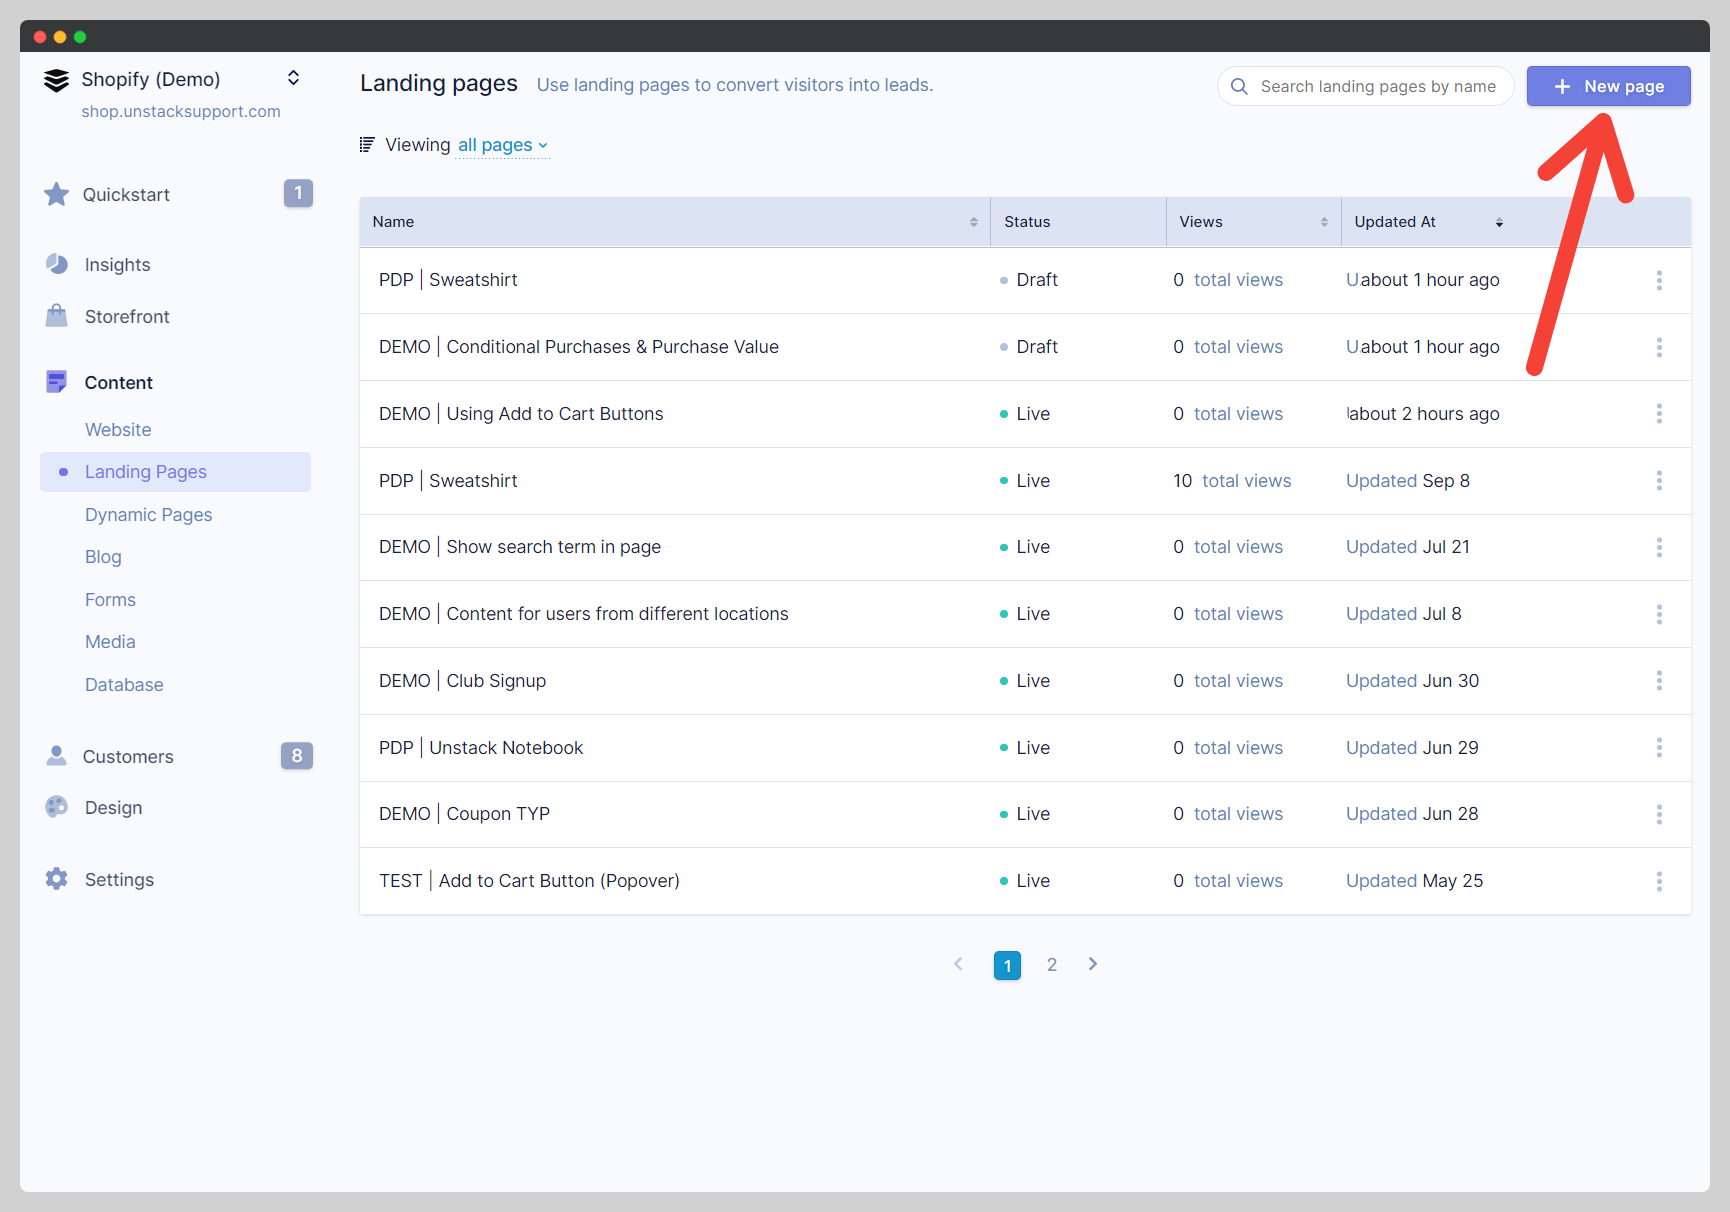 Shopify (Demo)
shop.unstacksupport.com
Quickstart 1
Insights
Storefront
Content
Website
Landing Pages
Dynamic Pages
Blog
Forms
Media
Database
Customers 8
Design
Settings
Landing pages Use landing pages to convert visitors into leads.
Search landing pages by name
+ New page
Viewing all pages
Name Status Views Updated At
PDP | Sweatshirt Draft 0 total views about 1 hour ago
DEMO | Conditional Purchases & Purchase Value Draft 0 total views about 1 hour ago
DEMO | Using Add to Cart Buttons Live 0 total views about 2 hours ago
PDP | Sweatshirt Live 10 total views Updated Sep 8
DEMO | Show search term in page Live 0 total views Updated Jul 21
DEMO | Content for users from different locations Live 0 total views Updated Jul 8
DEMO | Club Signup Live 0 total views Updated Jun 30
PDP | Unstack Notebook Live 0 total views Updated Jun 29
DEMO | Coupon TYP Live 0 total views Updated Jun 28
TEST | Add to Cart Button (Popover) Live 0 total views Updated May 25
1 2